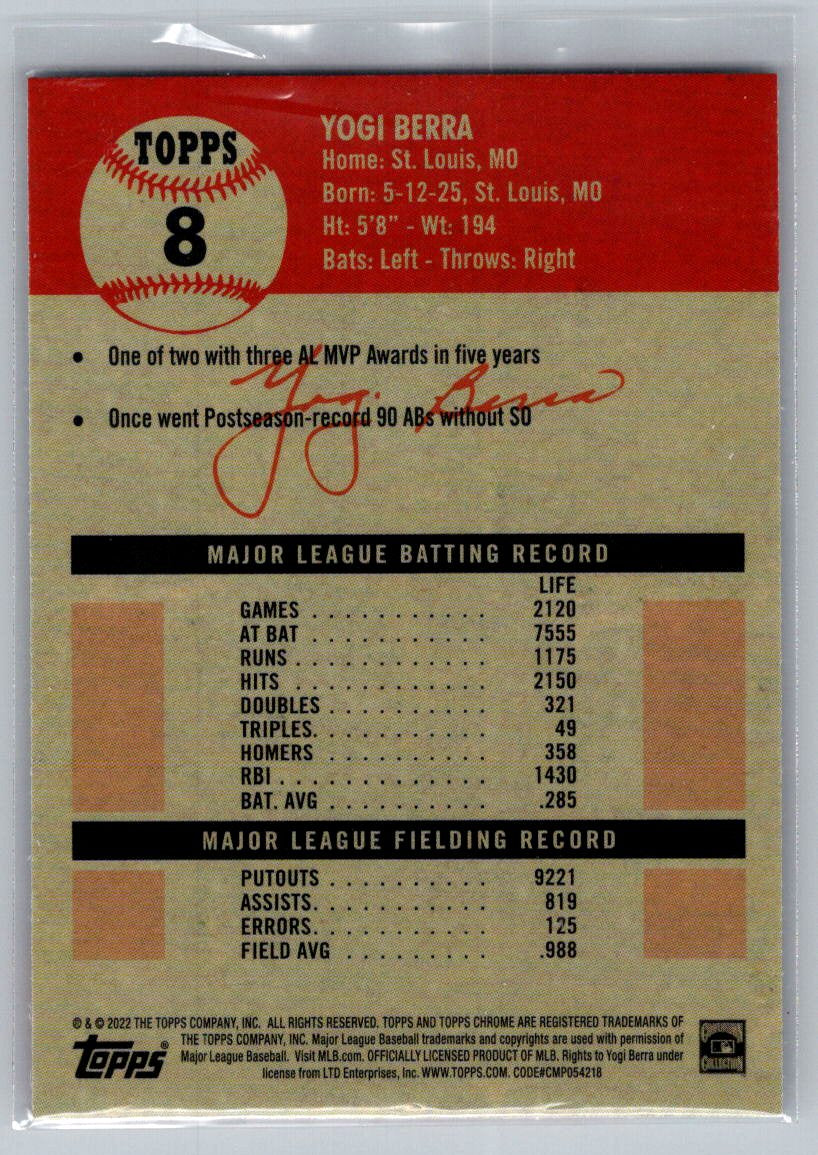 TOPPS
8
YOGI BERRA
Home: St. Louis, MO
Born: 5-12-25, St. Louis, MO
Ht: 5'8" - Wt: 194
Bats: Left - Throws: Right
• One of two with three AL MVP Awards in five years
Yogi Berra
• Once went Postseason-record 90 ABs without SO
MAJOR LEAGUE BATTING RECORD
LIFE
GAMES . . . . . . . . . . . 2120
AT BAT . . . . . . . . . . . 7555
RUNS . . . . . . . . . . . . 1175
HITS . . . . . . . . . . . . 2150
DOUBLES . . . . . . . . . . 321
TRIPLES. . . . . . . . . . . 49
HOMERS . . . . . . . . . . 358
RBI . . . . . . . . . . . . . 1430
BAT. AVG . . . . . . . . . . .285
MAJOR LEAGUE FIELDING RECORD
PUTOUTS . . . . . . . . . . 9221
ASSISTS. . . . . . . . . . . 819
ERRORS. . . . . . . . . . . 125
FIELD AVG . . . . . . . . . .988
® & © 2022 THE TOPPS COMPANY, INC. ALL RIGHTS RESERVED. TOPPS AND TOPPS CHROME ARE REGISTERED TRADEMARKS OF
THE TOPPS COMPANY, INC. Major League Baseball trademarks and copyrights are used with permission of
Major League Baseball. Visit MLB.com. OFFICIALLY LICENSED PRODUCT OF MLB. Rights to Yogi Berra under
license from LTD Enterprises, Inc. WWW.TOPPS.COM. CODE#CMP054218
Topps®
COOPERSTOWN
COLLECTION